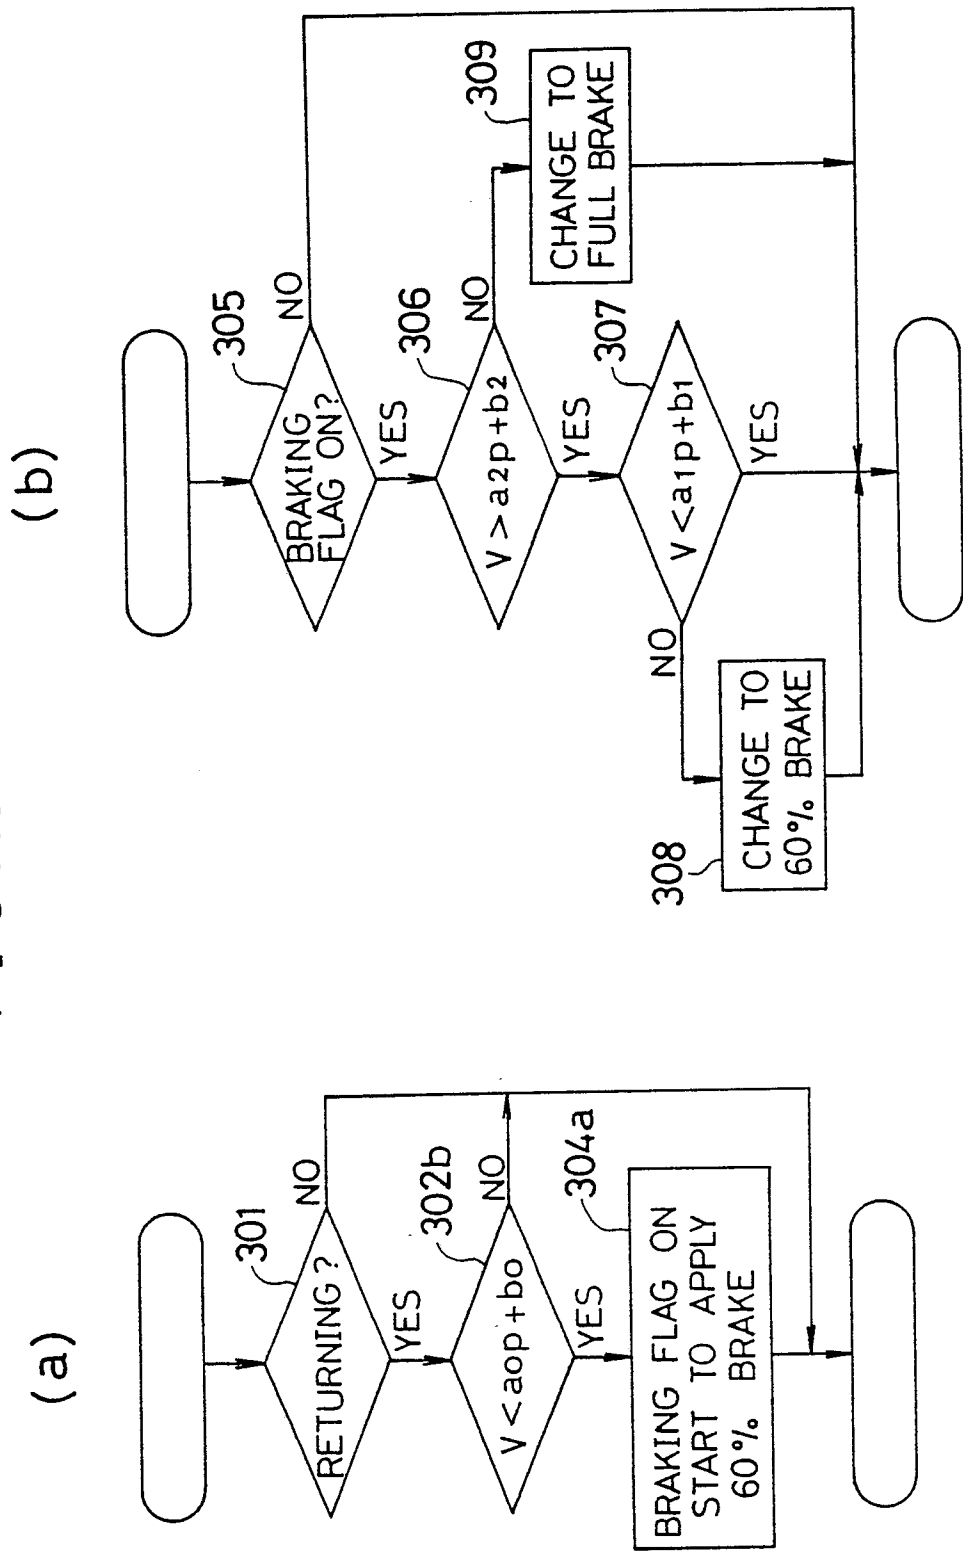 (a)
301
RETURNING?
NO
YES
302b
V<a0p+b0
NO
YES
304a
BRAKING FLAG ON
START TO APPLY
60% BRAKE
(b)
305
BRAKING
FLAG ON?
NO
YES
306
V>a2p+b2
NO
YES
309
CHANGE TO
FULL BRAKE
307
V<a1p+b1
NO
YES
308
CHANGE TO
60% BRAKE